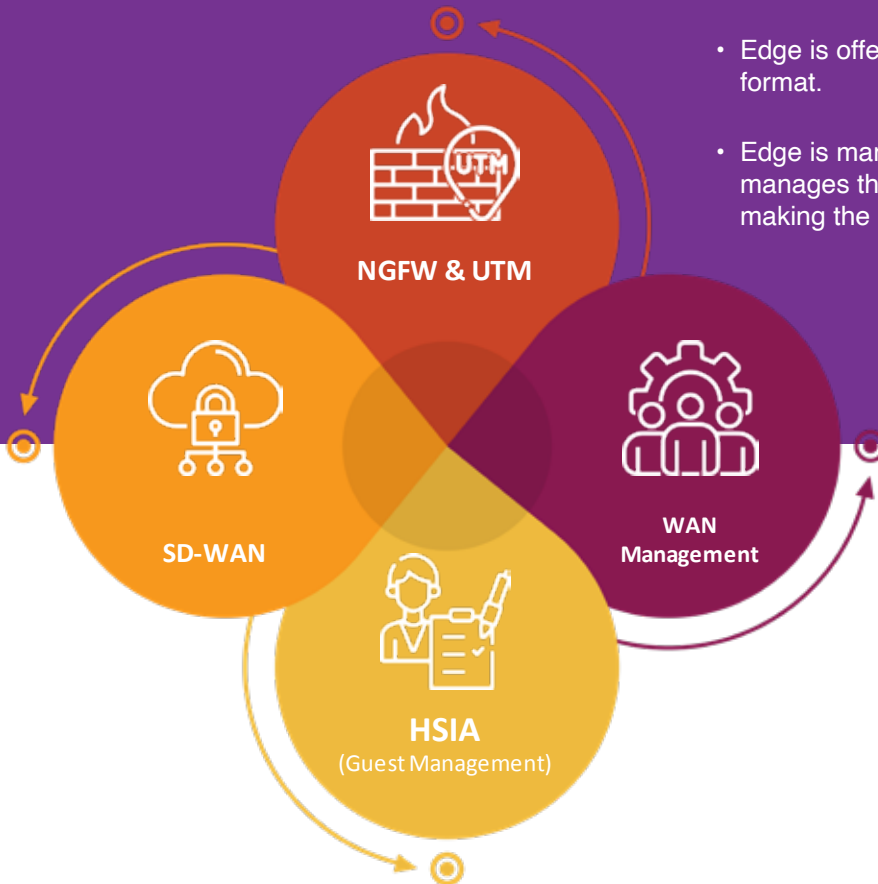 • Edge is offe
format.
• Edge is mar
manages th
making the
UTM
NGFW & UTM
SD-WAN
WAN
Management
HSIA
(Guest Management)